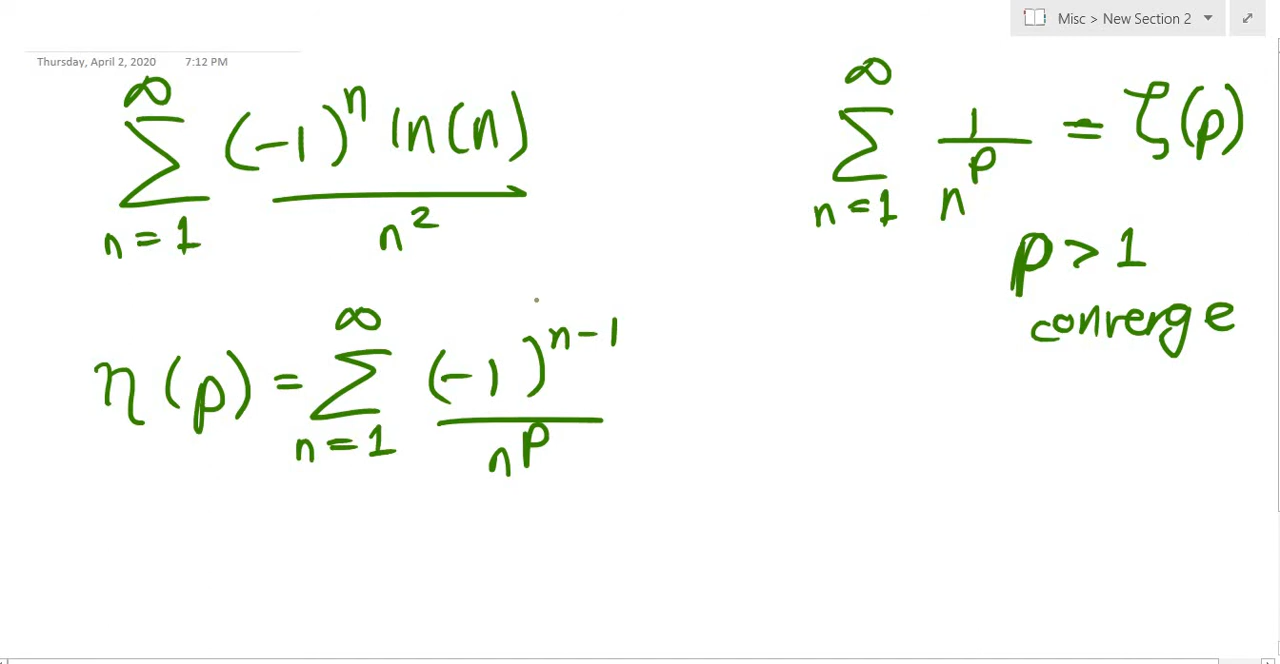 Misc > New Section 2
Thursday, April 2, 2020 7:12 PM
∞
∑ (-1)^n ln(n)
n=1 n^2
∞
∑ 1/n^p = ζ(p)
n=1
p > 1
converge
∞
η(p) = ∑ (-1)^(n-1)
n=1 n^p